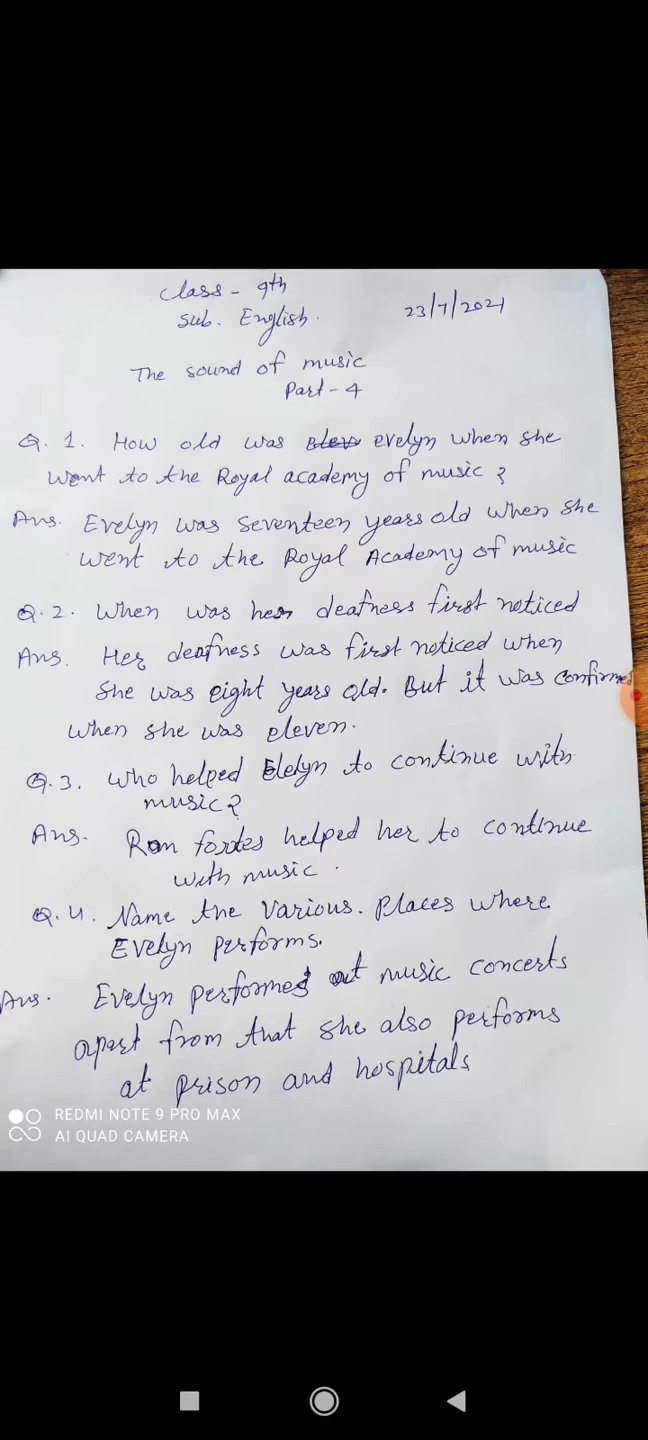 Class - 9th
Sub. English.
23/7/2021
The sound of music
Part - 4
Q. 1. How old was evelyn when she
went to the Royal academy of music?
Ans. Evelyn was seventeen years old when she
went to the Royal Academy of music
Q. 2. When was her deafness first noticed
Ans. Her deafness was first noticed when
she was eight years old. But it was confirmed
when she was eleven.
Q. 3. Who helped Elelyn to continue with
music?
Ans. Ron fordes helped her to continue
with music.
Q. 4. Name the various. Places where
Evelyn performs.
Ans. Evelyn performed at music concerts
apart from that she also performs
at prison and hospitals
REDMI NOTE 9 PRO MAX
AI QUAD CAMERA